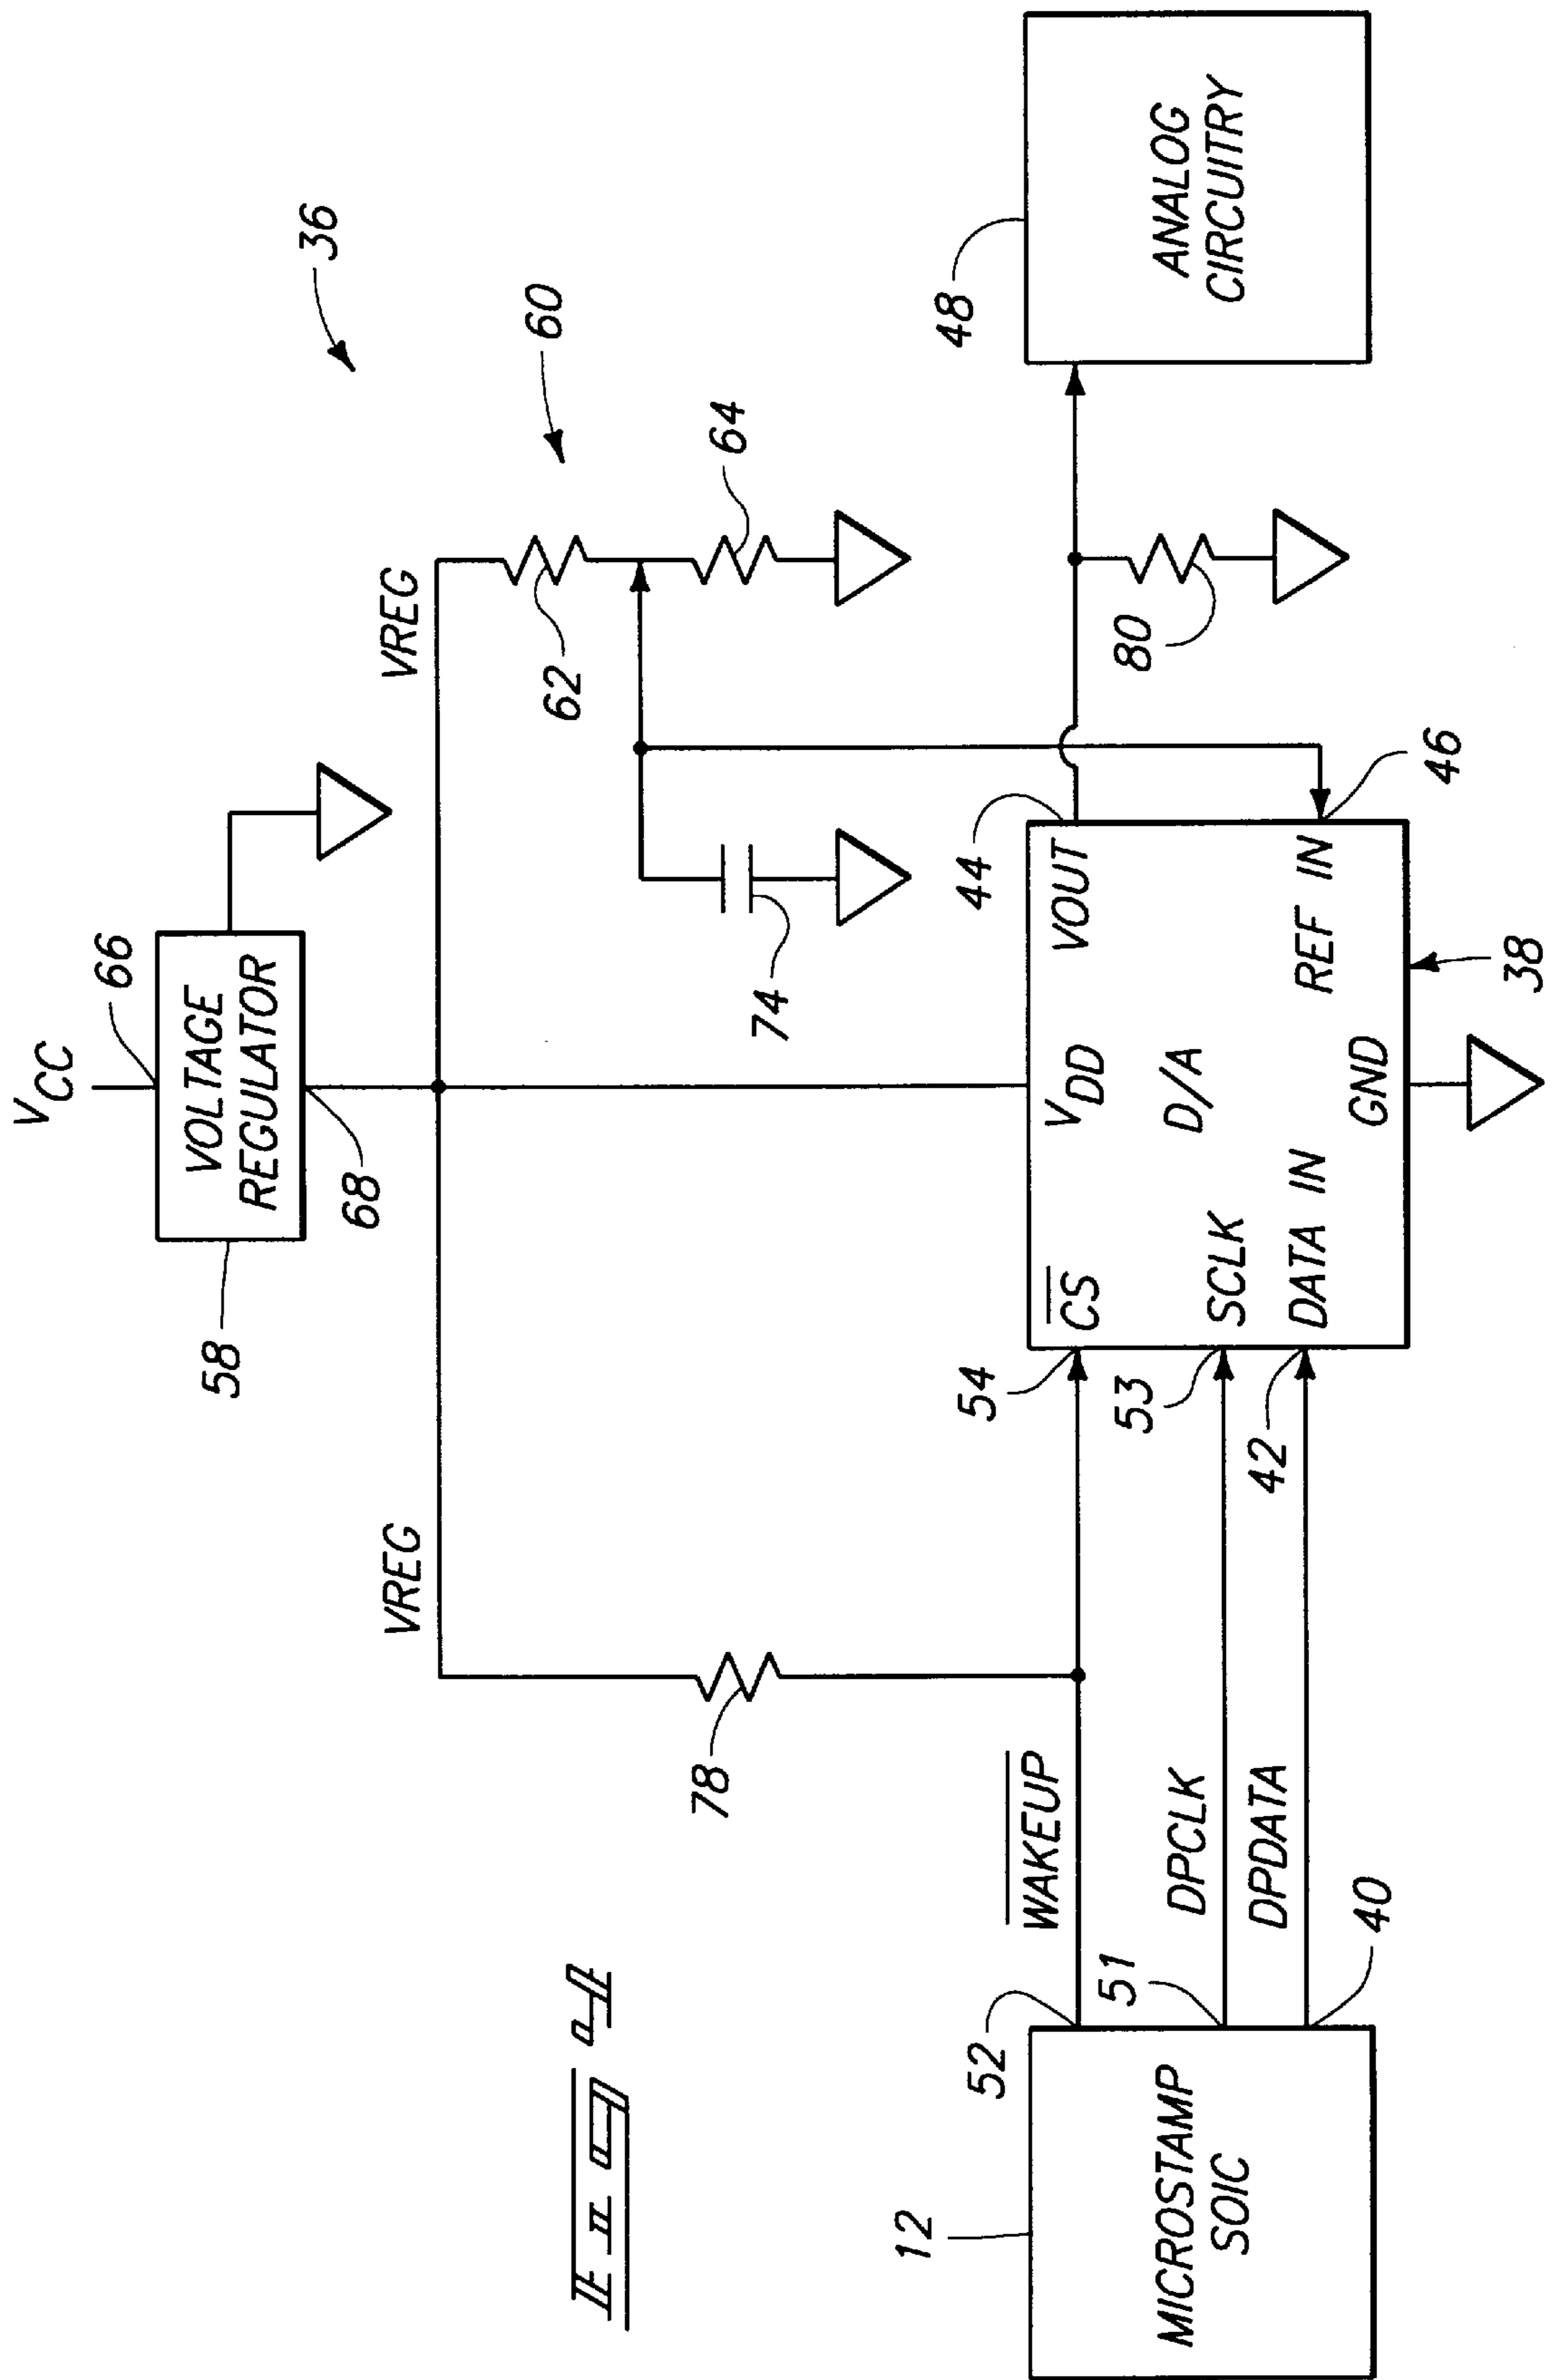 VCC
66
36
VOLTAGE
REGULATOR
58
68
VREG
VREG
60
62
64
FIG 4
78
74
12
52
WAKEUP
54
44
48
MICROSTAMP
SOIC
51
DPCLK
53
CS
VDD
VOUT
ANALOG
CIRCUITRY
80
D/A
SCLK
DPDATA
42
DATA IN
REF IN
40
GND
46
38